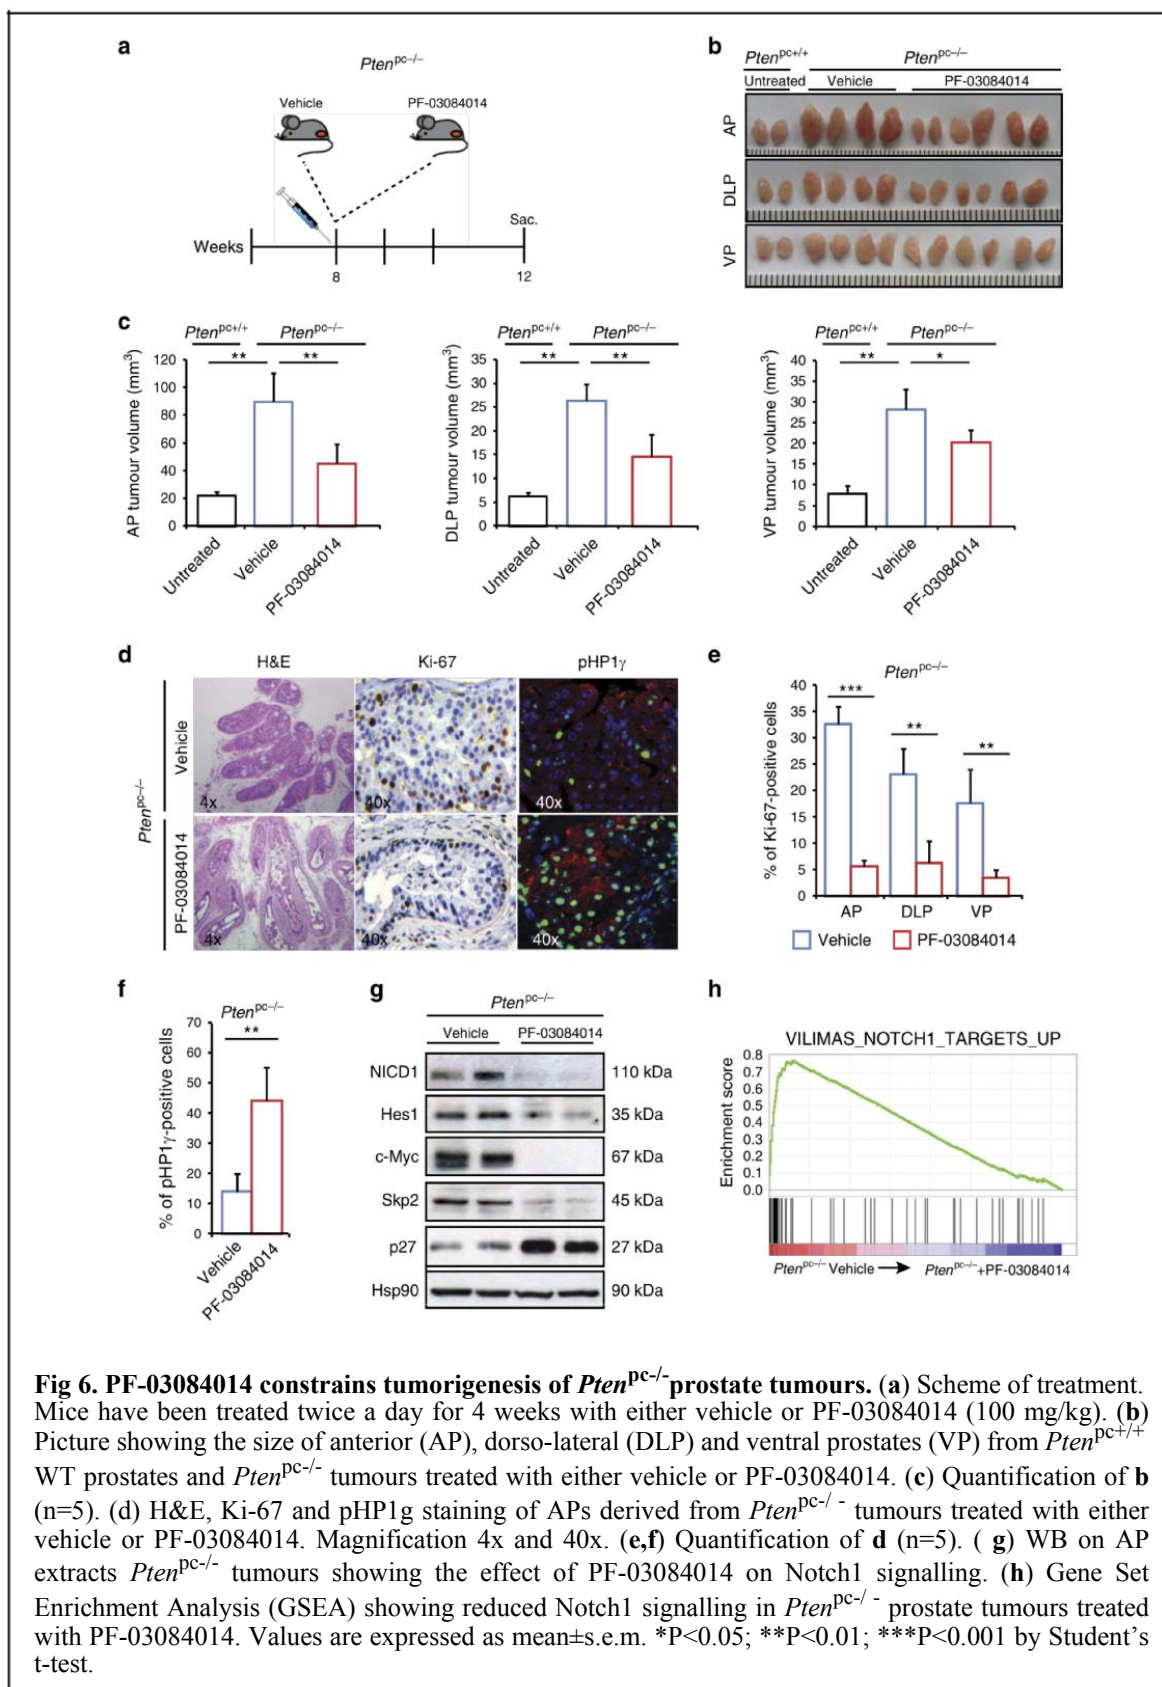 a
Pten pc–/–
Vehicle
PF-03084014
Sac.
Weeks
8
12
b
Pten pc+/+
Pten pc–/–
Untreated
Vehicle
PF-03084014
AP
DLP
VP
c
Pten pc+/+
Pten pc–/–
**
**
AP tumour volume (mm3)
120
100
80
60
40
20
0
Untreated
Vehicle
PF-03084014
Pten pc+/+
Pten pc–/–
**
**
DLP tumour volume (mm3)
35
30
25
20
15
10
5
0
Untreated
Vehicle
PF-03084014
Pten pc+/+
Pten pc–/–
**
*
VP tumour volume (mm3)
40
35
30
25
20
15
10
5
0
Untreated
Vehicle
PF-03084014
d
H&E
Ki-67
pHP1γ
Pten pc–/–
Vehicle
4x
40x
40x
PF-03084014
4x
40x
40x
e
Pten pc–/–
% of Ki-67-positive cells
40
35
30
25
20
15
10
5
0
***
**
**
AP
DLP
VP
Vehicle
PF-03084014
f
Pten pc–/–
**
% of pHP1γ-positive cells
70
60
50
40
30
20
10
0
Vehicle
PF-03084014
g
Pten pc–/–
Vehicle
PF-03084014
NICD1
110 kDa
Hes1
35 kDa
c-Myc
67 kDa
Skp2
45 kDa
p27
27 kDa
Hsp90
90 kDa
h
VILIMAS_NOTCH1_TARGETS_UP
Enrichment score
0.8
0.7
0.6
0.5
0.4
0.3
0.2
0.1
0.0
Pten pc–/– Vehicle → Pten pc–/–+PF-03084014
Fig 6. PF-03084014 constrains tumorigenesis of Pten pc-/- prostate tumours. (a) Scheme of treatment.
Mice have been treated twice a day for 4 weeks with either vehicle or PF-03084014 (100 mg/kg). (b)
Picture showing the size of anterior (AP), dorso-lateral (DLP) and ventral prostates (VP) from Pten pc+/+
WT prostates and Pten pc-/- tumours treated with either vehicle or PF-03084014. (c) Quantification of b
(n=5). (d) H&E, Ki-67 and pHP1g staining of APs derived from Pten pc-/ - tumours treated with either
vehicle or PF-03084014. Magnification 4x and 40x. (e,f) Quantification of d (n=5). ( g) WB on AP
extracts Pten pc-/- tumours showing the effect of PF-03084014 on Notch1 signalling. (h) Gene Set
Enrichment Analysis (GSEA) showing reduced Notch1 signalling in Pten pc-/ - prostate tumours treated
with PF-03084014. Values are expressed as mean±s.e.m. *P<0.05; **P<0.01; ***P<0.001 by Student's
t-test.